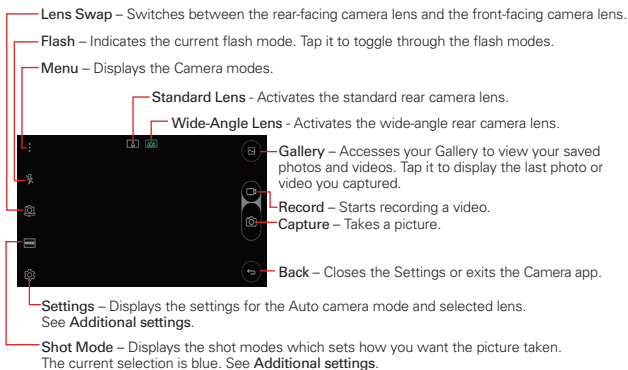 Lens Swap – Switches between the rear-facing camera lens and the front-facing camera lens.
Flash – Indicates the current flash mode. Tap it to toggle through the flash modes.
Menu – Displays the Camera modes.
Standard Lens - Activates the standard rear camera lens.
Wide-Angle Lens - Activates the wide-angle rear camera lens.
Gallery – Accesses your Gallery to view your saved
photos and videos. Tap it to display the last photo or
video you captured.
Record – Starts recording a video.
Capture – Takes a picture.
MODE
Back – Closes the Settings or exits the Camera app.
Settings – Displays the settings for the Auto camera mode and selected lens.
See Additional settings.
Shot Mode – Displays the shot modes which sets how you want the picture taken.
The current selection is blue. See Additional settings.